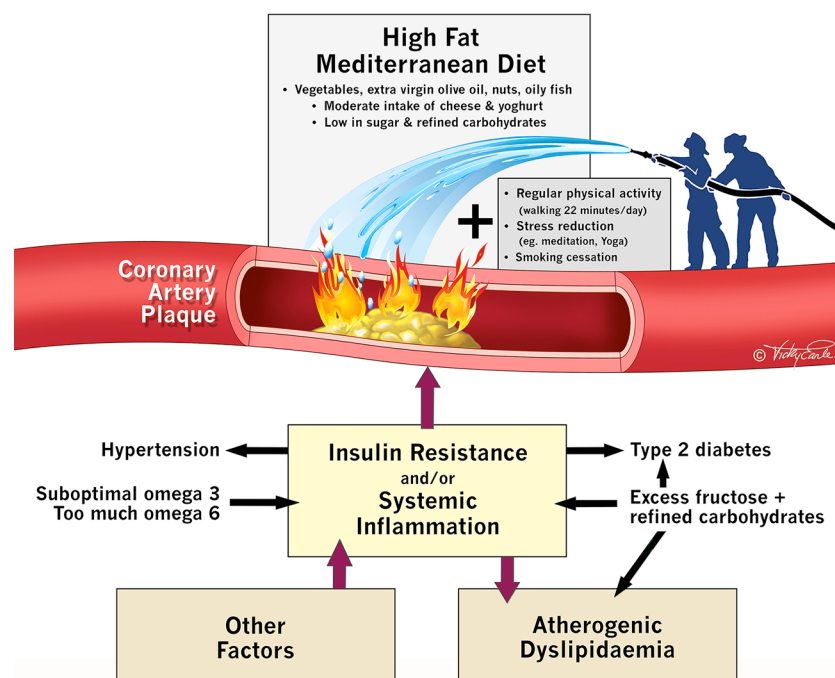 High Fat
Mediterranean Diet
• Vegetables, extra virgin olive oil, nuts, oily fish
• Moderate intake of cheese & yoghurt
• Low in sugar & refined carbohydrates
+
• Regular physical activity
(walking 22 minutes/day)
• Stress reduction
(eg. meditation, Yoga)
• Smoking cessation
Coronary
Artery
Plaque
© Vicky Earle
Hypertension
Insulin Resistance
and/or
Systemic
Inflammation
Type 2 diabetes
Suboptimal omega 3
Too much omega 6
Excess fructose +
refined carbohydrates
Other
Factors
Atherogenic
Dyslipidaemia